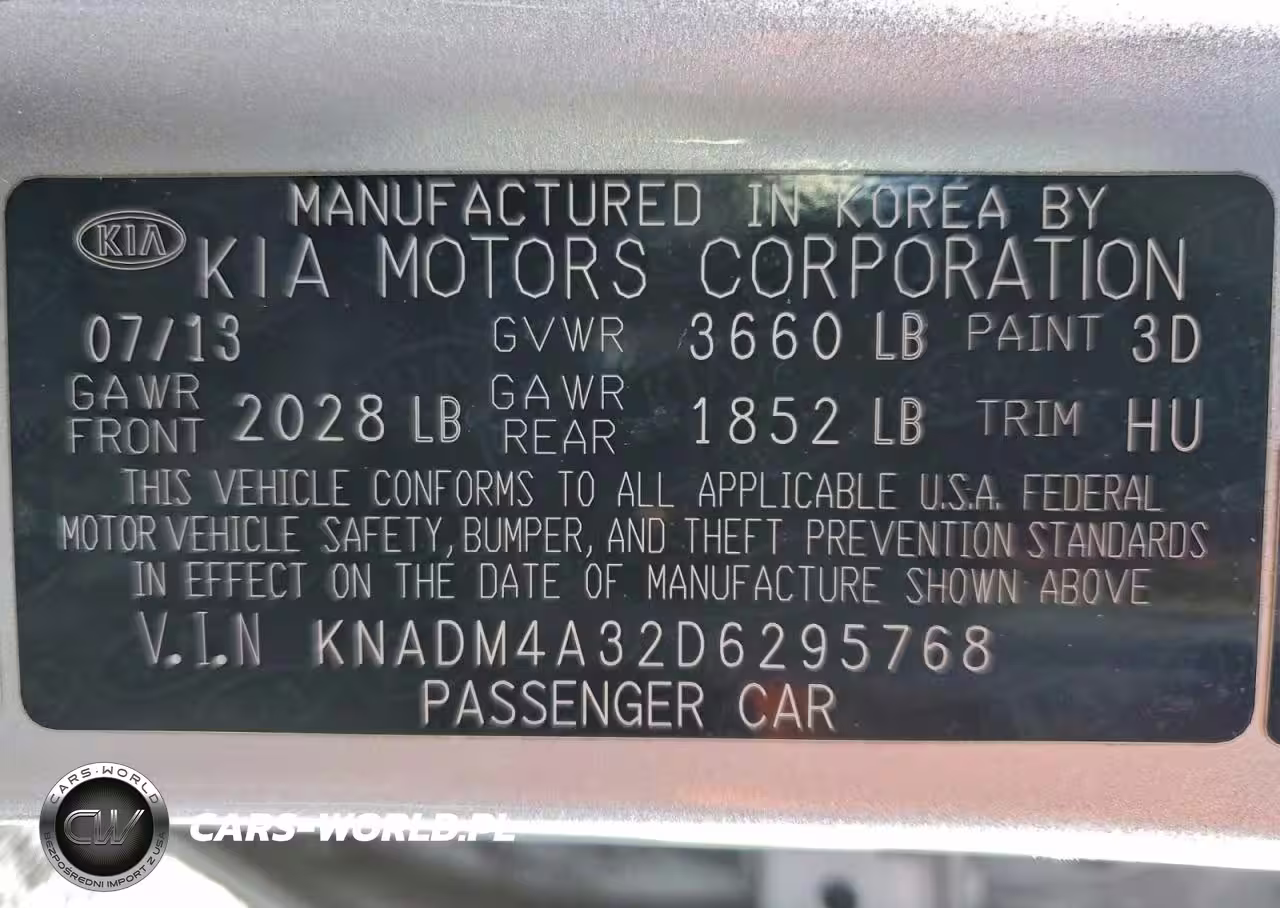 MANUFACTURED IN KOREA BY
KIA KIA MOTORS CORPORATION
07/13 GVWR 3660 LB PAINT 3D
GAWR FRONT 2028 LB GAWR REAR 1852 LB TRIM HU
THIS VEHICLE CONFORMS TO ALL APPLICABLE U.S.A. FEDERAL
MOTOR VEHICLE SAFETY, BUMPER, AND THEFT PREVENTION STANDARDS
IN EFFECT ON THE DATE OF MANUFACTURE SHOWN ABOVE
V.I.N KNADM4A32D6295768
PASSENGER CAR
CARS-WORLD
CW
BEZPOŚREDNI IMPORT Z USA
CARS-WORLD.PL